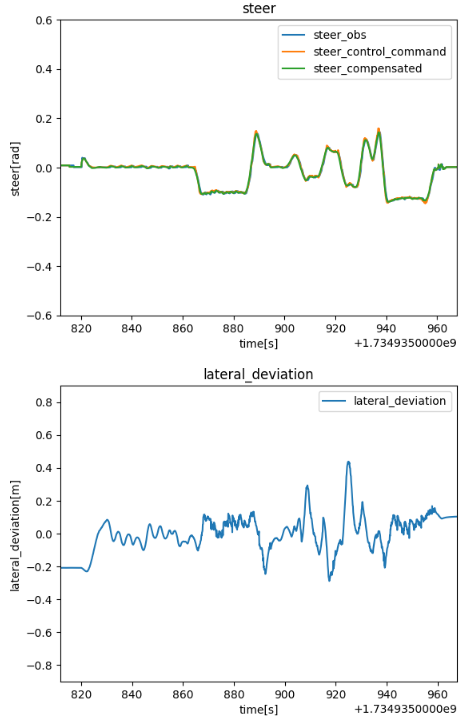 steer
0.6
0.4
0.2
0.0
−0.2
−0.4
−0.6
steer[rad]
steer_obs
steer_control_command
steer_compensated
820 840 860 880 900 920 940 960
time[s]
+1.7349350000e9
lateral_deviation
0.8
0.6
0.4
0.2
0.0
−0.2
−0.4
−0.6
−0.8
lateral_deviation[m]
lateral_deviation
820 840 860 880 900 920 940 960
time[s]
+1.7349350000e9